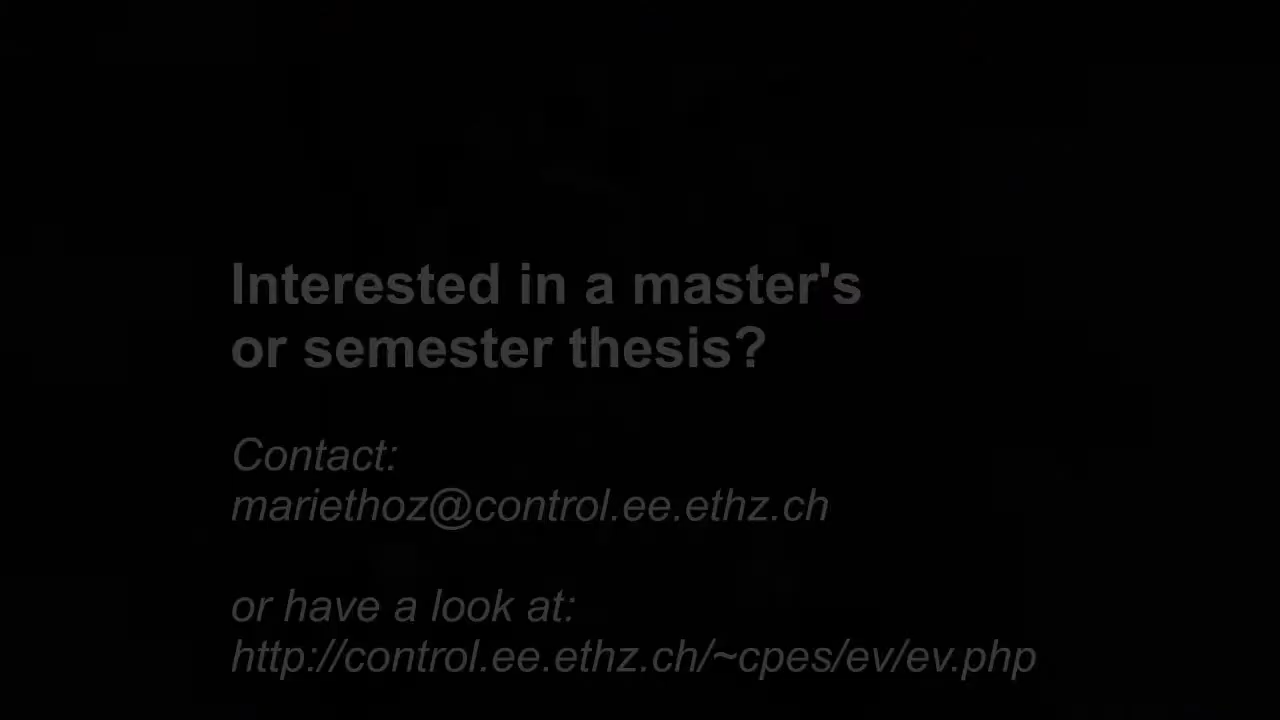 Interested in a master's
or semester thesis?
Contact:
mariethoz@control.ee.ethz.ch
or have a look at:
http://control.ee.ethz.ch/~cpes/ev/ev.php